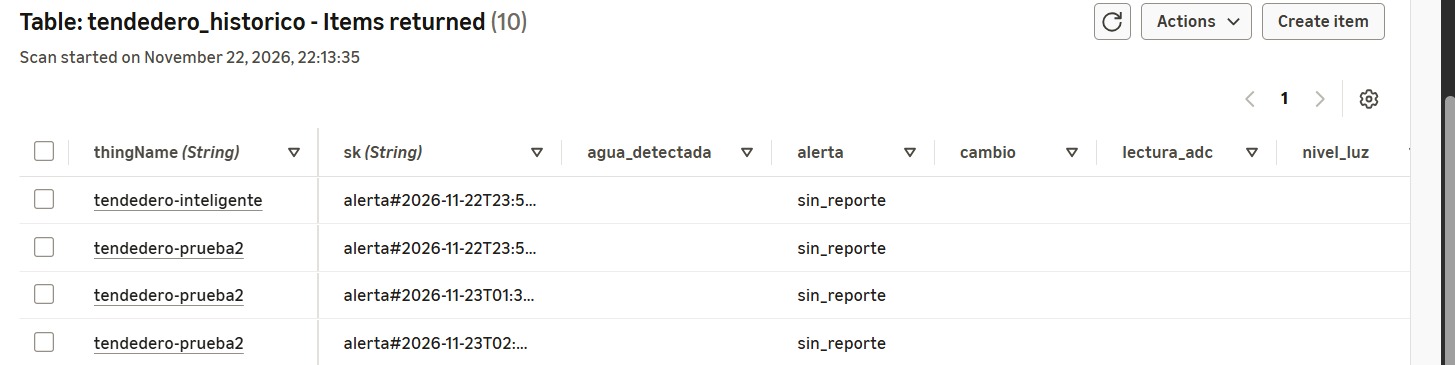 Table: tendedero_historico - Items returned (10)
Actions
Create item
Scan started on November 22, 2026, 22:13:35
1
thingName (String) sk (String) agua_detectada alerta cambio lectura_adc nivel_luz
tendedero-inteligente alerta#2026-11-22T23:5... sin_reporte
tendedero-prueba2 alerta#2026-11-22T23:5... sin_reporte
tendedero-prueba2 alerta#2026-11-23T01:3... sin_reporte
tendedero-prueba2 alerta#2026-11-23T02:... sin_reporte